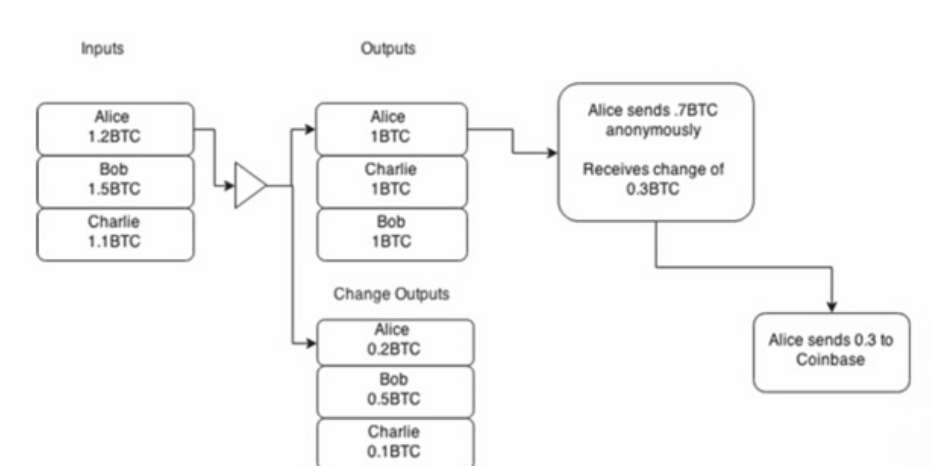 Inputs
Outputs
Alice
1.2BTC
Bob
1.5BTC
Charlie
1.1BTC
Alice
1BTC
Charlie
1BTC
Bob
1BTC
Alice sends .7BTC
anonymously
Receives change of
0.3BTC
Change Outputs
Alice
0.2BTC
Bob
0.5BTC
Charlie
0.1BTC
Alice sends 0.3 to
Coinbase